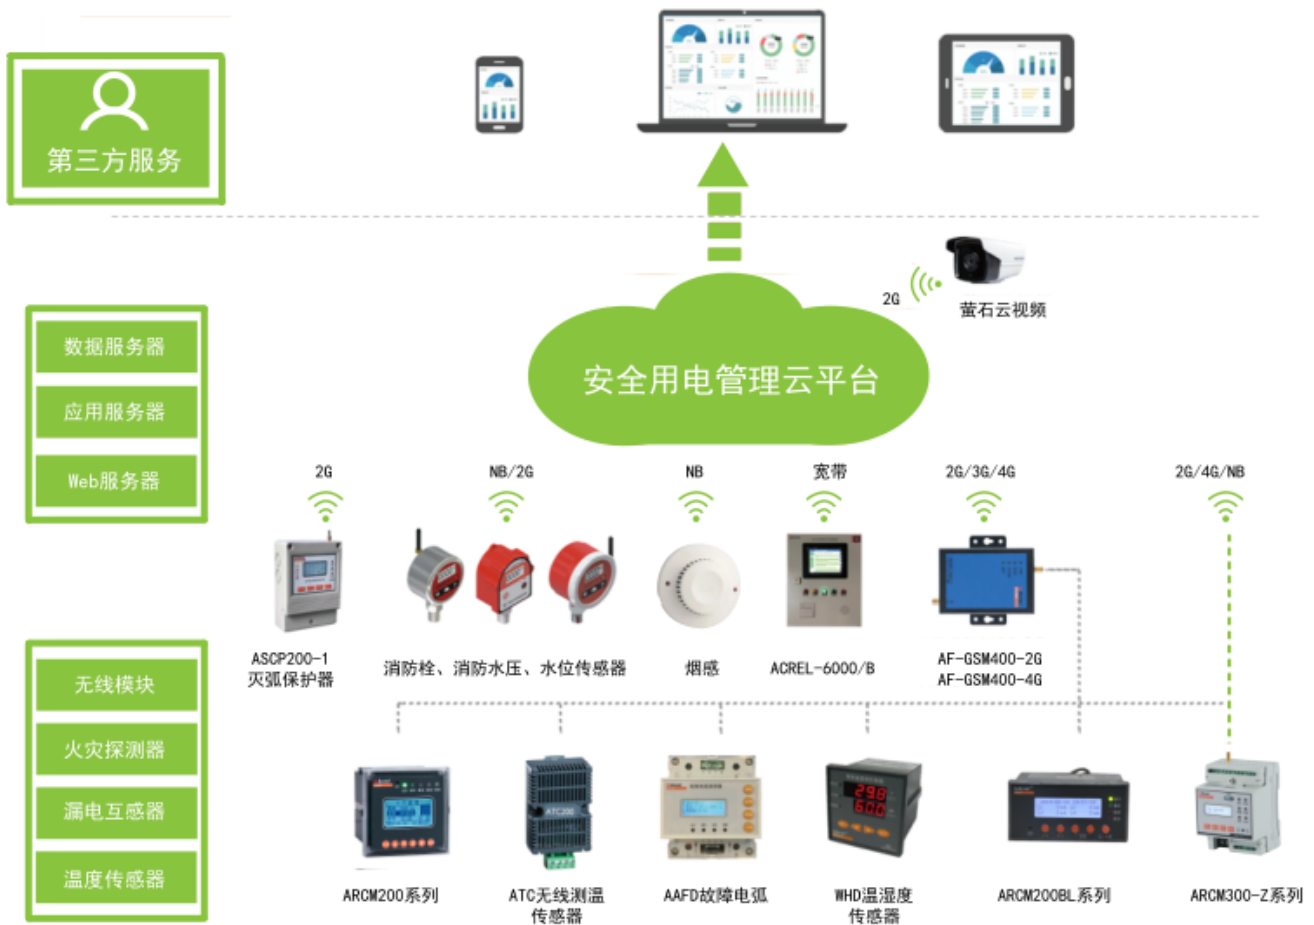 第三方服务
2G
萤石云视频
安全用电管理云平台
数据服务器
应用服务器
Web服务器
2G
NB/2G
NB
宽带
2G/3G/4G
2G/4G/NB
ASCP200-1
灭弧保护器
消防栓、消防水压、水位传感器
烟感
ACREL-6000/B
AF-GSM400-2G
AF-GSM400-4G
无线模块
火灾探测器
漏电互感器
温度传感器
ATC200
298
600
ARCM200系列
ATC无线测温
传感器
AAFD故障电弧
WHD温湿度
传感器
ARCM200BL系列
ARCM300-Z系列